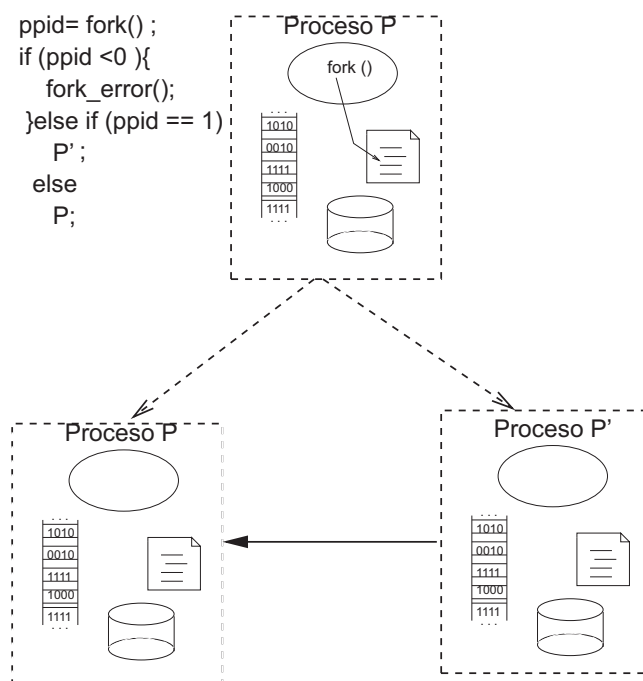 ppid= fork() ;
if (ppid <0 ){
fork_error();
}else if (ppid == 1)
P' ;
else
P;
Proceso P
fork ()
. . .
1010
0010
1111
1000
1111
. . .
Proceso P
. . .
1010
0010
1111
1000
1111
. . .
Proceso P'
. . .
1010
0010
1111
1000
1111
. . .